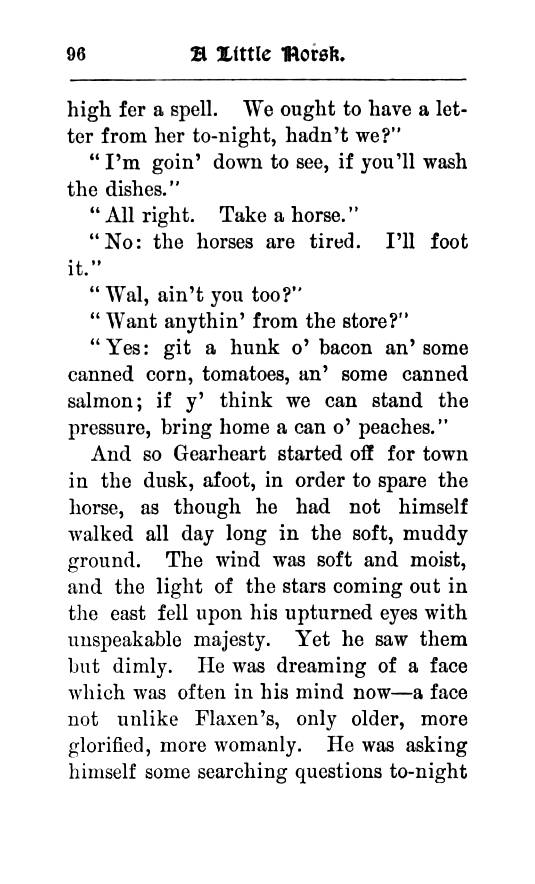 96 A Little Norsk.
high fer a spell. We ought to have a let-
ter from her to-night, hadn't we?"
"I'm goin' down to see, if you'll wash
the dishes."
"All right. Take a horse."
"No: the horses are tired. I'll foot
it."
"Wal, ain't you too?"
"Want anythin' from the store?"
"Yes: git a hunk o' bacon an' some
canned corn, tomatoes, an' some canned
salmon; if y' think we can stand the
pressure, bring home a can o' peaches."
And so Gearheart started off for town
in the dusk, afoot, in order to spare the
horse, as though he had not himself
walked all day long in the soft, muddy
ground. The wind was soft and moist,
and the light of the stars coming out in
the east fell upon his upturned eyes with
unspeakable majesty. Yet he saw them
but dimly. He was dreaming of a face
which was often in his mind now—a face
not unlike Flaxen's, only older, more
glorified, more womanly. He was asking
himself some searching questions to-night